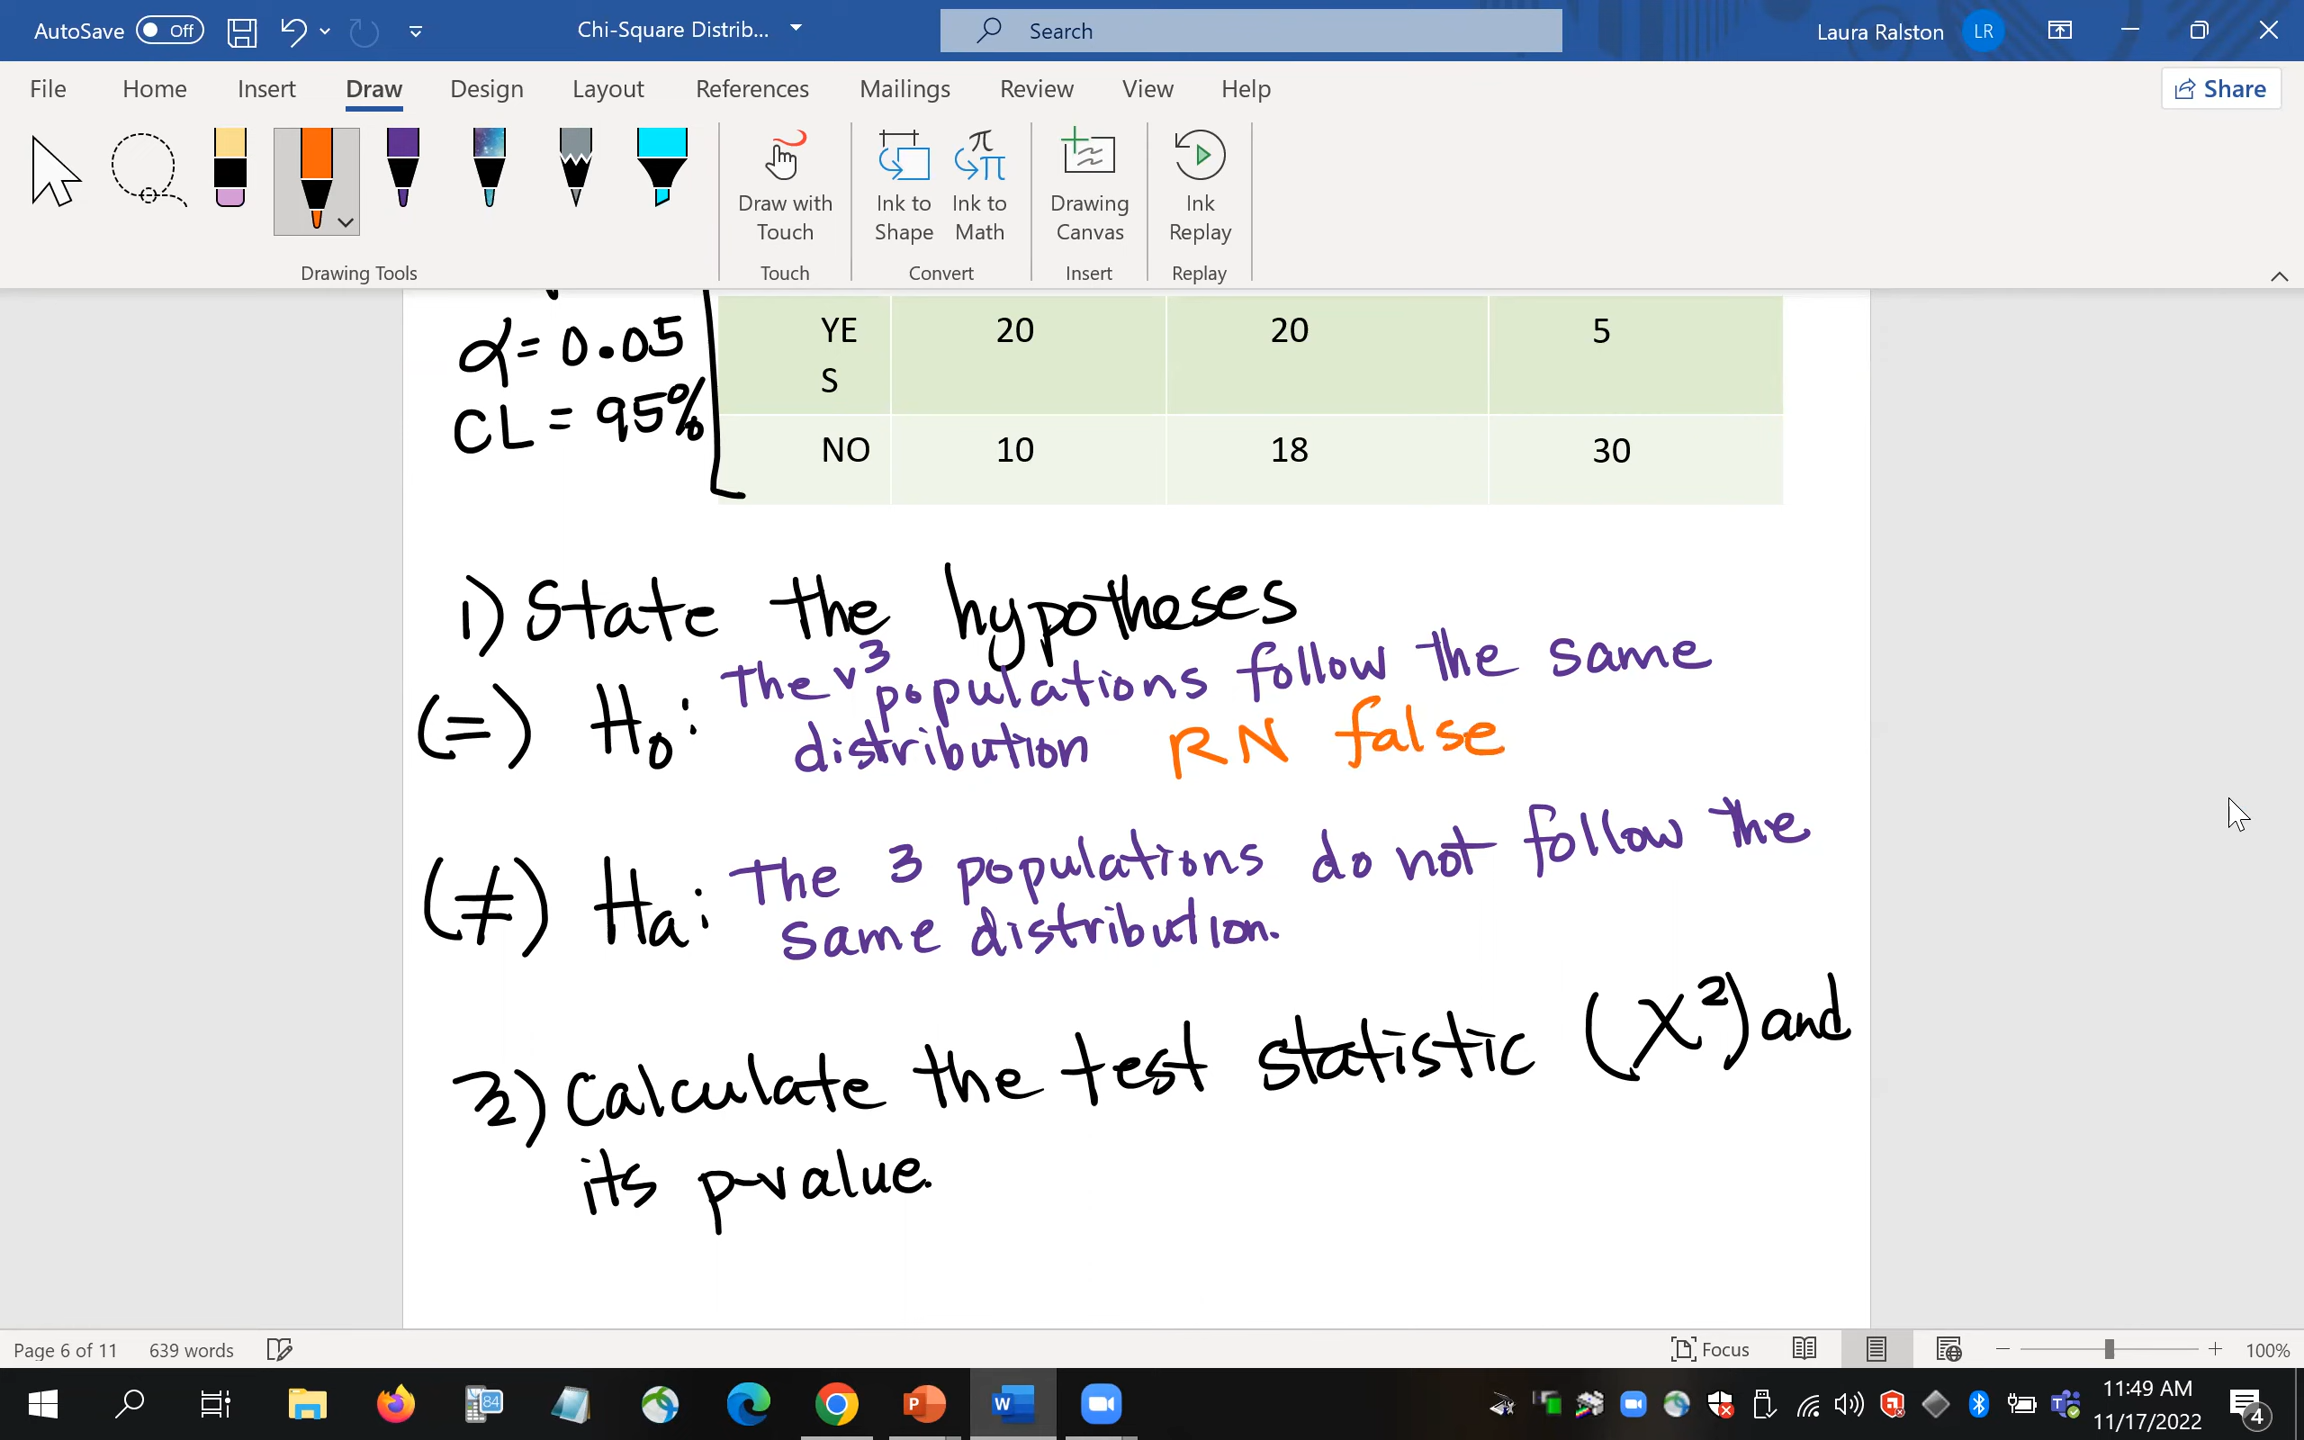 AutoSave Off Chi-Square Distrib... Search Laura Ralston LR
File Home Insert Draw Design Layout References Mailings Review View Help Share
Draw with Touch Ink to Shape Ink to Math Drawing Canvas Ink Replay
Drawing Tools Touch Convert Insert Replay
α = 0.05
CL = 95%
YES 20 20 5
NO 10 18 30
1) State the hypotheses
(=) H₀: The 3 populations follow the same
distribution RN false
(≠) Ha: The 3 populations do not follow the
same distribution.
3) Calculate the test statistic (X²) and
its p-value.
Page 6 of 11 639 words Focus 100%
84 P W 11:49 AM
11/17/2022 4